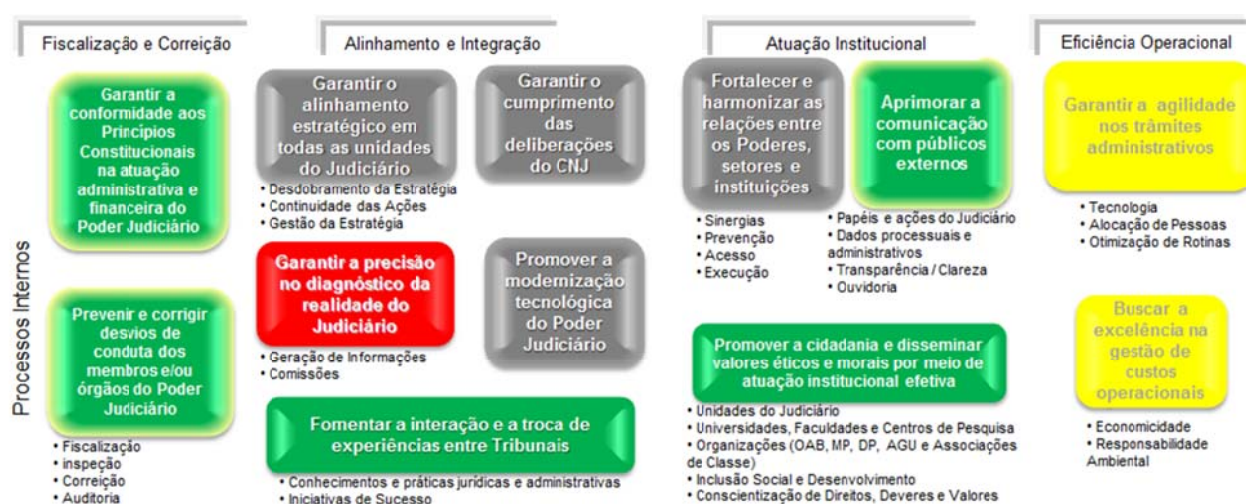 Processos Internos
Fiscalização e Correição
Garantir a
conformidade aos
Princípios
Constitucionais
na atuação
administrativa e
financeira do
Poder Judiciário
Prevenir e corrigir
desvios de
conduta dos
membros e/ou
órgãos do Poder
Judiciário
• Fiscalização
• inspeção
• Correição
• Auditoria
Alinhamento e Integração
Garantir o
alinhamento
estratégico em
todas as unidades
do Judiciário
• Desdobramento da Estratégia
• Continuidade das Ações
• Gestão da Estratégia
Garantir o
cumprimento
das
deliberações
do CNJ
Garantir a precisão
no diagnóstico da
realidade do
Judiciário
• Geração de Informações
• Comissões
Promover a
modernização
tecnológica
do Poder
Judiciário
Fomentar a interação e a troca de
experiências entre Tribunais
• Conhecimentos e práticas jurídicas e administrativas
• Iniciativas de Sucesso
Atuação Institucional
Fortalecer e
harmonizar as
relações entre
os Poderes,
setores e
instituições
• Sinergias
• Prevenção
• Acesso
• Execução
Aprimorar a
comunicação
com públicos
externos
• Papéis e ações do Judiciário
• Dados processuais e
administrativos
• Transparência / Clareza
• Ouvidoria
Promover a cidadania e disseminar
valores éticos e morais por meio de
atuação institucional efetiva
• Unidades do Judiciário
• Universidades, Faculdades e Centros de Pesquisa
• Organizações (OAB, MP, DP, AGU e Associações
de Classe)
• Inclusão Social e Desenvolvimento
• Conscientização de Direitos, Deveres e Valores
Eficiência Operacional
Garantir a agilidade
nos trâmites
administrativos
• Tecnologia
• Alocação de Pessoas
• Otimização de Rotinas
Buscar a
excelência na
gestão de
custos
operacionais
• Economicidade
• Responsabilidade
Ambiental